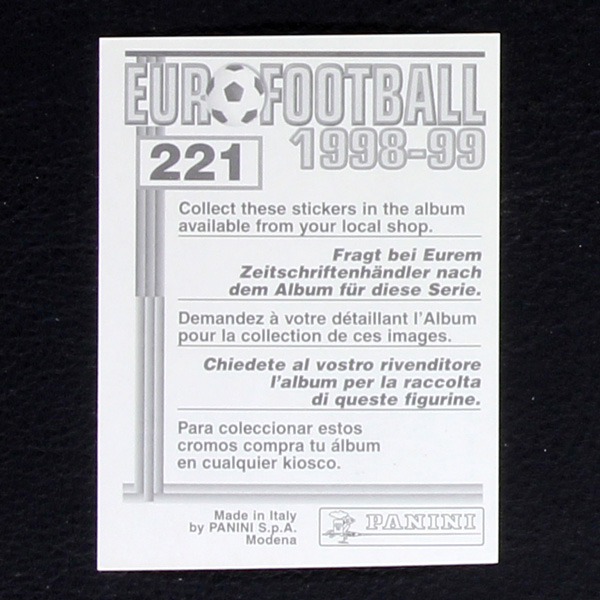 EUROFOOTBALL
1998-99
221
Collect these stickers in the album
available from your local shop.
Fragt bei Eurem
Zeitschriftenhändler nach
dem Album für diese Serie.
Demandez à votre détaillant l'Album
pour la collection de ces images.
Chiedete al vostro rivenditore
l'album per la raccolta
di queste figurine.
Para coleccionar estos
cromos compra tu álbum
en cualquier kiosco.
Made in Italy
by PANINI S.p.A.
Modena
PANINI